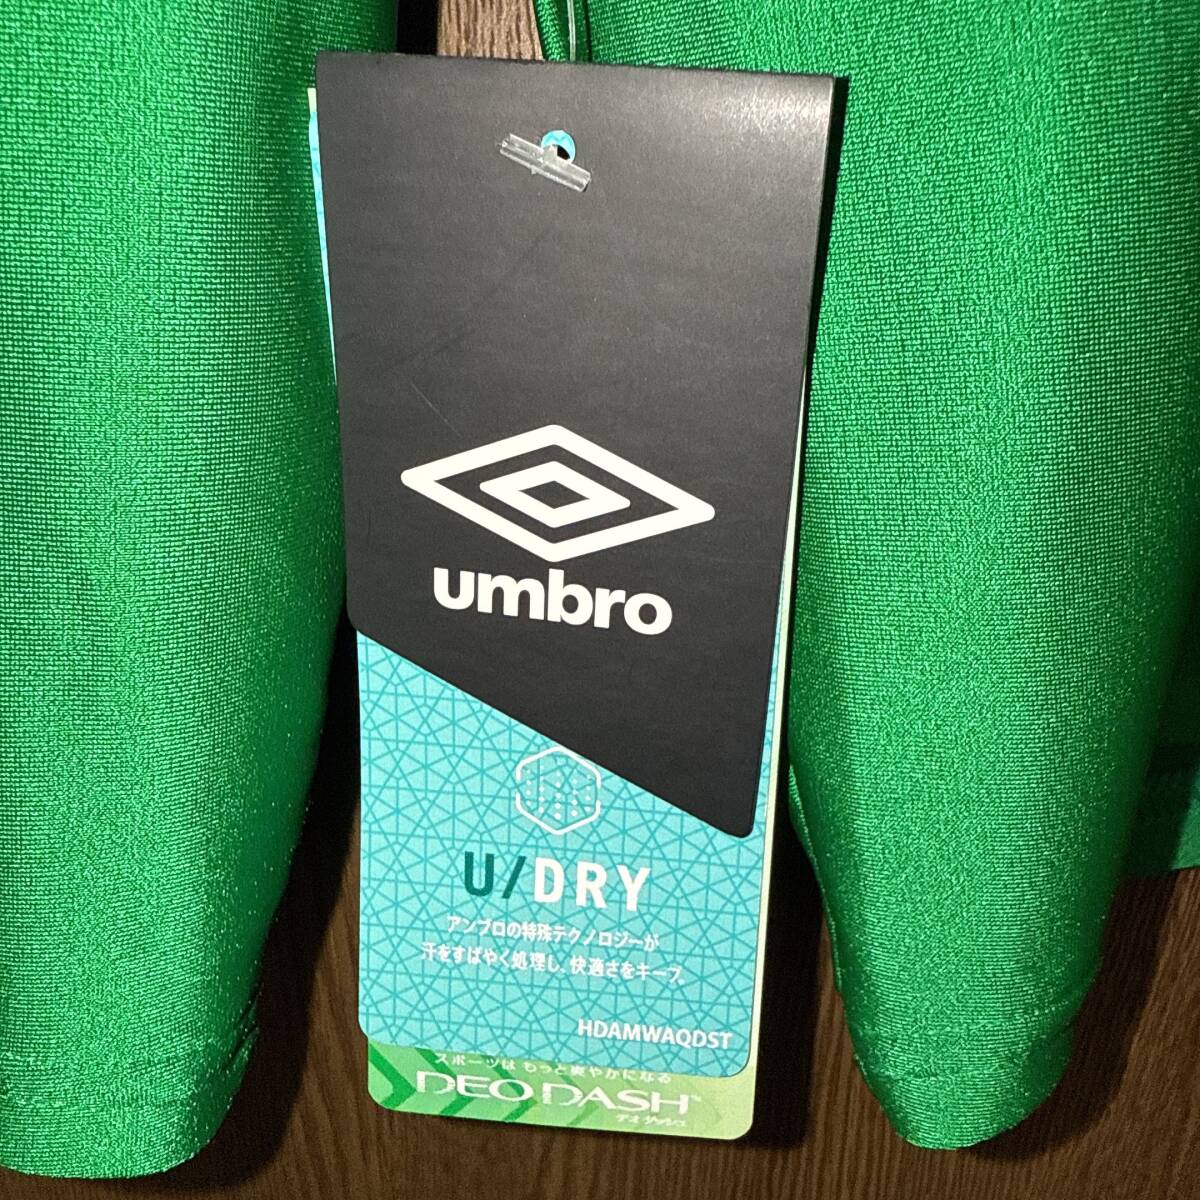 umbro
U/DRY
アンブロの特殊テクノロジーが
汗をすばやく処理し、快適さをキープ。
HDAMWAQDST
スポーツは もっと爽やかになる
DEODASH™
デオダッシュ